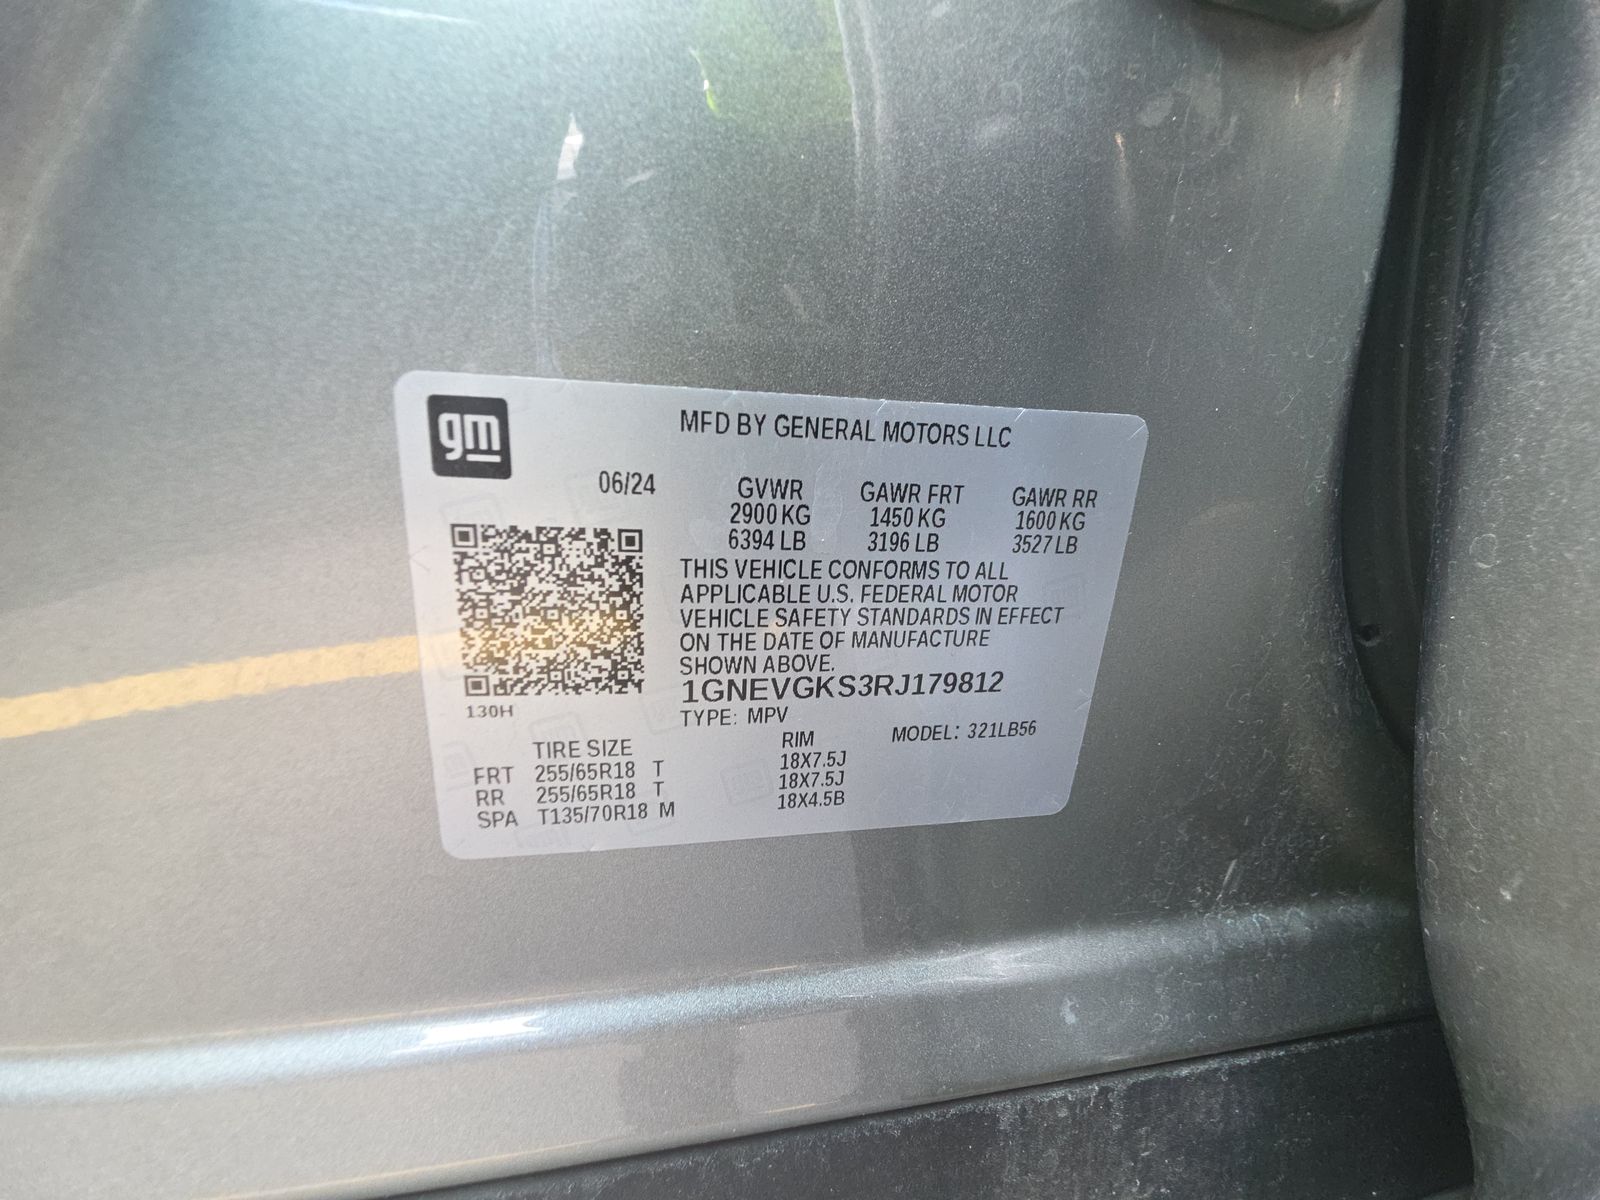 gm
MFD BY GENERAL MOTORS LLC
06/24
GVWR GAWR FRT GAWR RR
2900 KG 1450 KG 1600 KG
6394 LB 3196 LB 3527 LB
THIS VEHICLE CONFORMS TO ALL
APPLICABLE U.S. FEDERAL MOTOR
VEHICLE SAFETY STANDARDS IN EFFECT
ON THE DATE OF MANUFACTURE
SHOWN ABOVE.
1GNEVGKS3RJ179812
130H
TYPE: MPV MODEL: 321LB56
TIRE SIZE RIM
FRT 255/65R18 T 18X7.5J
RR 255/65R18 T 18X7.5J
SPA T135/70R18 M 18X4.5B